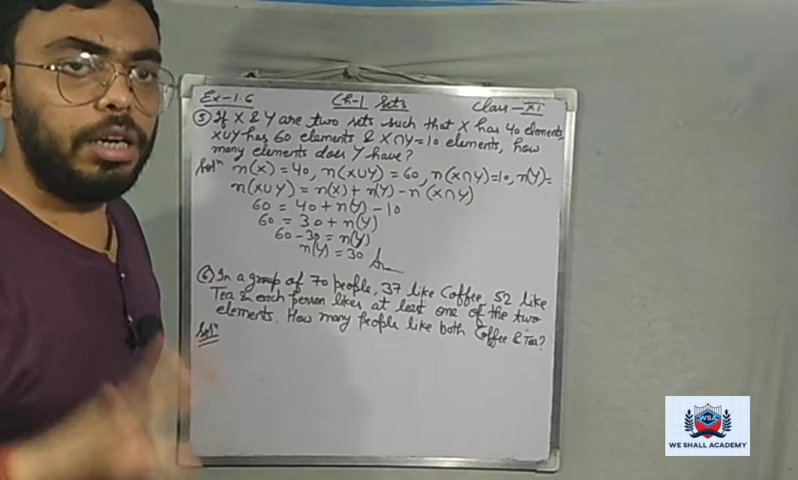 Ex-1.6 Ch-1 Sets Class-XI
⑤ If X & Y are two sets such that X has 40 elements,
X∪Y has 60 elements & X∩Y=10 elements, how
many elements does Y have?
Solⁿ n(X) = 40, n(X∪Y) = 60, n(X∩Y)=10, n(Y)=
n(X∪Y) = n(X) + n(Y) - n(X∩Y)
60 = 40 + n(Y) - 10
60 = 30 + n(Y)
60-30 = n(Y)
n(Y) = 30 Ans
⑥ In a group of 70 people, 37 like Coffee, 52 like
Tea & each person likes at least one of the two
elements. How many people like both Coffee & Tea?
Solⁿ
WSA
WE SHALL ACADEMY